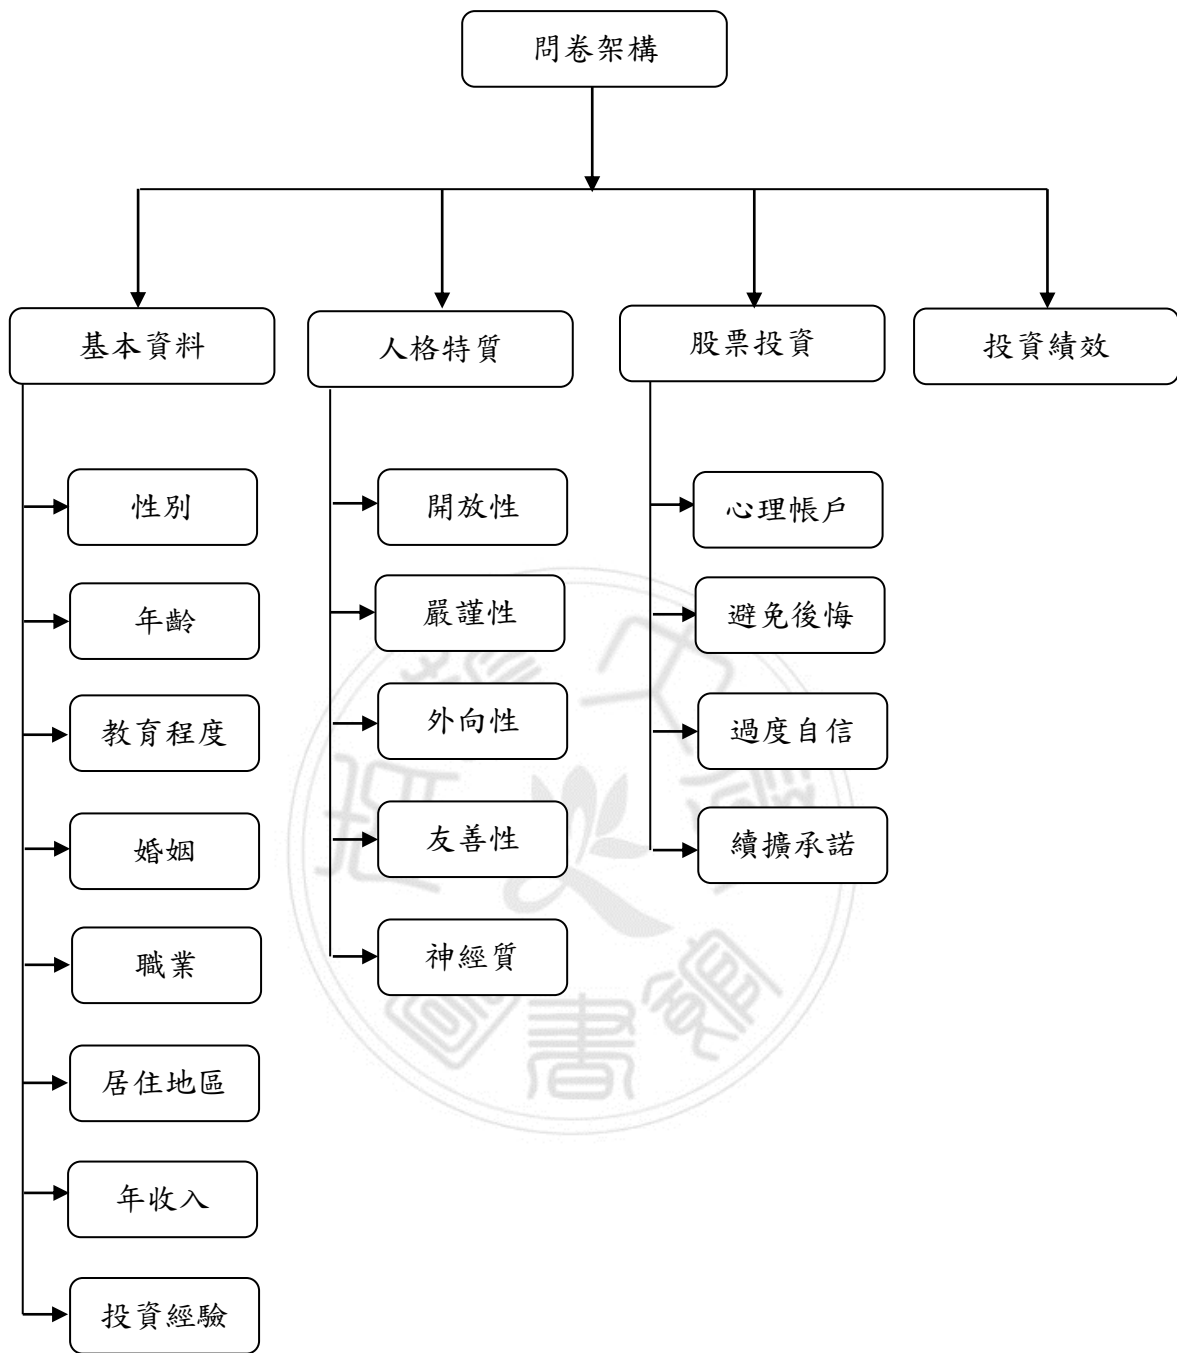 問卷架構
基本資料
人格特質
股票投資
投資績效
性別
年齡
教育程度
婚姻
職業
居住地區
年收入
投資經驗
開放性
嚴謹性
外向性
友善性
神經質
心理帳戶
避免後悔
過度自信
續擴承諾